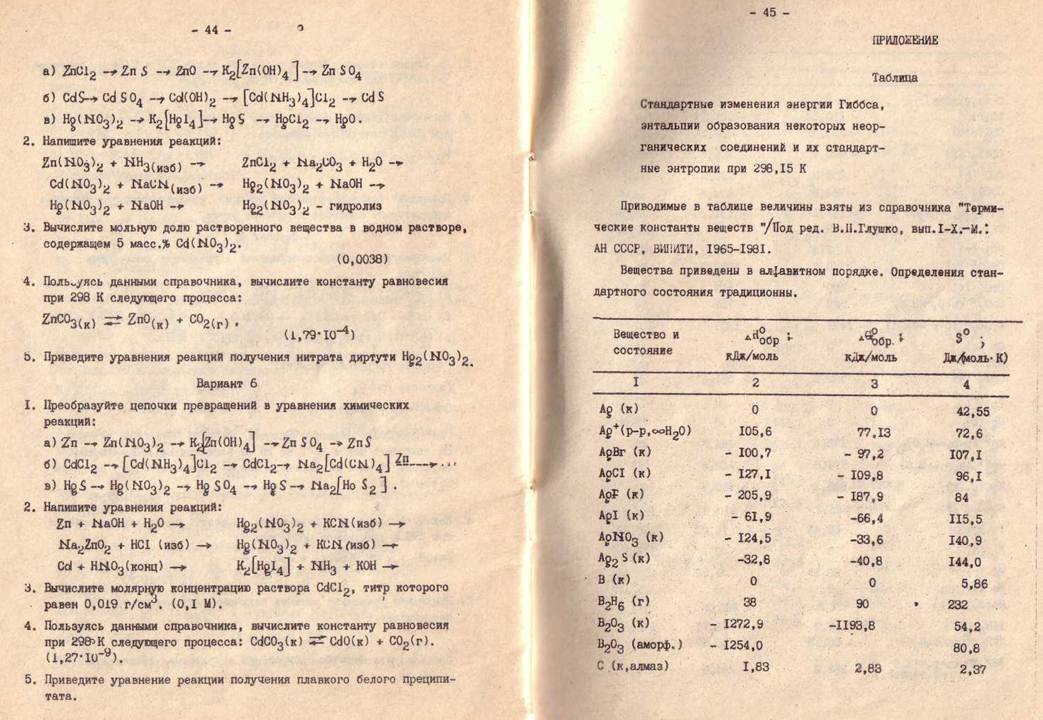 - 44 -
а) ZnCl2 → ZnS → ZnO → K2[Zn(OH)4] → ZnSO4
б) CdS → CdSO4 → Cd(OH)2 → [Cd(NH3)4]Cl2 → CdS
в) Hg(NO3)2 → K2[HgI4] → HgS → HgCl2 → HgO.
2. Напишите уравнения реакций:
Zn(NO3)2 + NH3(изб) → ZnCl2 + Na2CO3 + H2O →
Cd(NO3)2 + NaCN(изб) → Hg2(NO3)2 + NaOH →
Hg(NO3)2 + NaOH → Hg2(NO3)2 - гидролиз
3. Вычислите мольную долю растворенного вещества в водном растворе,
содержащем 5 масс.% Cd(NO3)2.
(0,0038)
4. Пользуясь данными справочника, вычислите константу равновесия
при 298 К следующего процесса:
ZnCO3(к) ⇄ ZnO(к) + CO2(г).
(1,79·10-4)
5. Приведите уравнения реакций получения нитрата диртути Hg2(NO3)2.
Вариант 6
1. Преобразуйте цепочки превращений в уравнения химических
реакций:
а) Zn → Zn(NO3)2 → K2[Zn(OH)4] → ZnSO4 → ZnS
б) CdCl2 → [Cd(NH3)4]Cl2 → CdCl2 → Na2[Cd(CN)4] Zn→ ...
в) HgS → Hg(NO3)2 → HgSO4 → HgS → Na2[Ho S2].
2. Напишите уравнения реакций:
Zn + NaOH + H2O → Hg2(NO3)2 + KCN(изб) →
Na2ZnO2 + HCl (изб) → Hg(NO3)2 + KCN(изб) →
Cd + HNO3(конц) → K2[HgI4] + NH3 + KOH →
3. Вычислите молярную концентрацию раствора CdCl2, титр которого
равен 0,019 г/см3. (0,1 М).
4. Пользуясь данными справочника, вычислите константу равновесия
при 298 К следующего процесса: CdCO3(к) ⇄ CdO(к) + CO2(г).
(1,27·10-9).
5. Приведите уравнение реакции получения плавкого белого преципи-
тата.
- 45 -
ПРИЛОЖЕНИЕ
Таблица
Стандартные изменения энергии Гиббса,
энтальпии образования некоторых неор-
ганических соединений и их стандарт-
ные энтропии при 298,15 К
Приводимые в таблице величины взяты из справочника "Терми-
ческие константы веществ "/Под ред. В.П.Глушко, вып.I-X.-М.:
АН СССР, ВИНИТИ, 1965-1981.
Вещества приведены в алфавитном порядке. Определения стан-
дартного состояния традиционны.
Вещество и состояние ΔHообр ; кДж/моль ΔGообр. ; кДж/моль Sо ; Дж/(моль·К)
1 2 3 4
Ag (к) 0 0 42,55
Ag+(р-р,∞H2O) 105,6 77,13 72,6
AgBr (к) - 100,7 - 97,2 107,1
AgCl (к) - 127,1 - 109,8 96,1
AgF (к) - 205,9 - 187,9 84
AgI (к) - 61,9 -66,4 115,5
AgNO3 (к) - 124,5 -33,6 140,9
Ag2S (к) -32,8 -40,8 144,0
B (к) 0 0 5,86
B2H6 (г) 38 90 232
B2O3 (к) - 1272,9 -1193,8 54,2
B2O3 (аморф.) - 1254,0 80,8
C (к,алмаз) 1,83 2,83 2,37